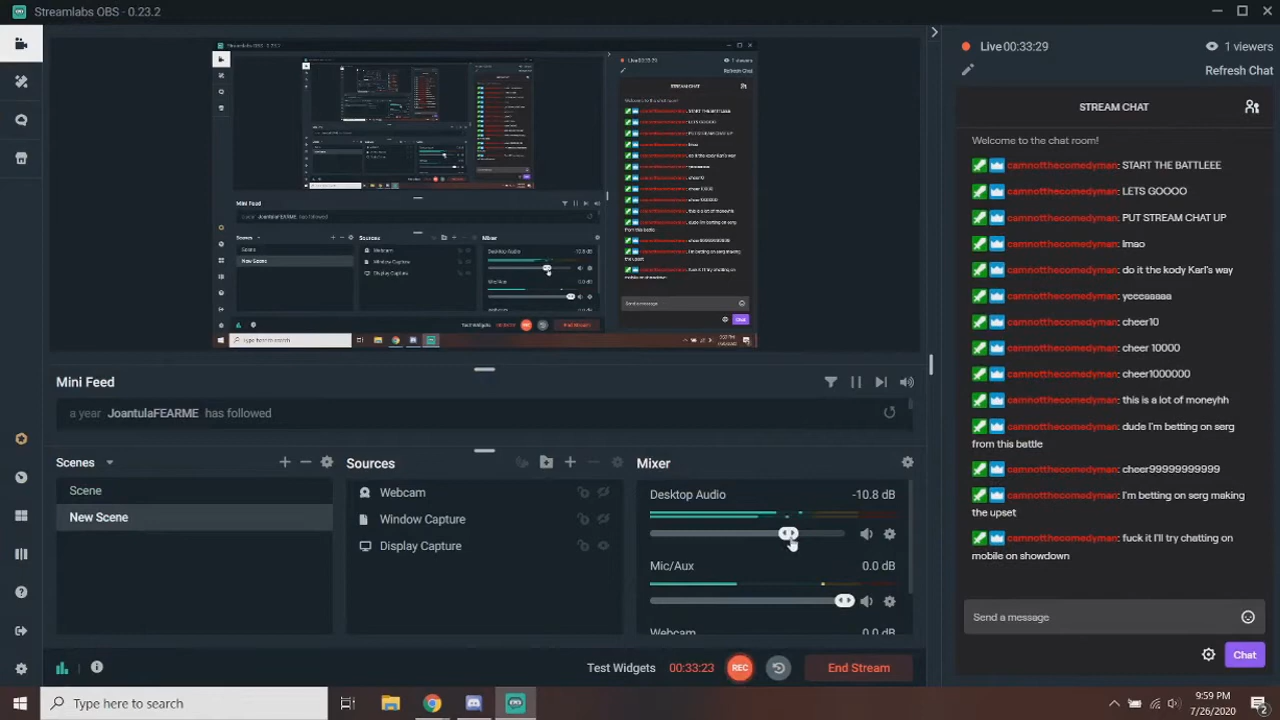 Streamlabs OBS - 0.23.2
Live 00:33:29
1 viewers
Refresh Chat
STREAM CHAT
Welcome to the chat room!
camnotthecomedyman: START THE BATTLEEE
camnotthecomedyman: LETS GOOOO
camnotthecomedyman: PUT STREAM CHAT UP
camnotthecomedyman: lmao
camnotthecomedyman: do it the kody Karl's way
camnotthecomedyman: yeeeaaaaa
camnotthecomedyman: cheer10
camnotthecomedyman: cheer 10000
camnotthecomedyman: cheer1000000
camnotthecomedyman: this is a lot of moneyhh
camnotthecomedyman: dude I'm betting on serg
from this battle
camnotthecomedyman: cheer99999999999
camnotthecomedyman: I'm betting on serg making
the upset
camnotthecomedyman: fuck it I'll try chatting on
mobile on showdown
Send a message
Chat
Mini Feed
a year JoantulaFEARME has followed
Scenes
Scene
New Scene
Sources
Webcam
Window Capture
Display Capture
Mixer
Desktop Audio -10.8 dB
Mic/Aux 0.0 dB
Webcam 0.0 dB
Test Widgets 00:33:23 REC End Stream
Type here to search
9:59 PM
7/26/2020
2